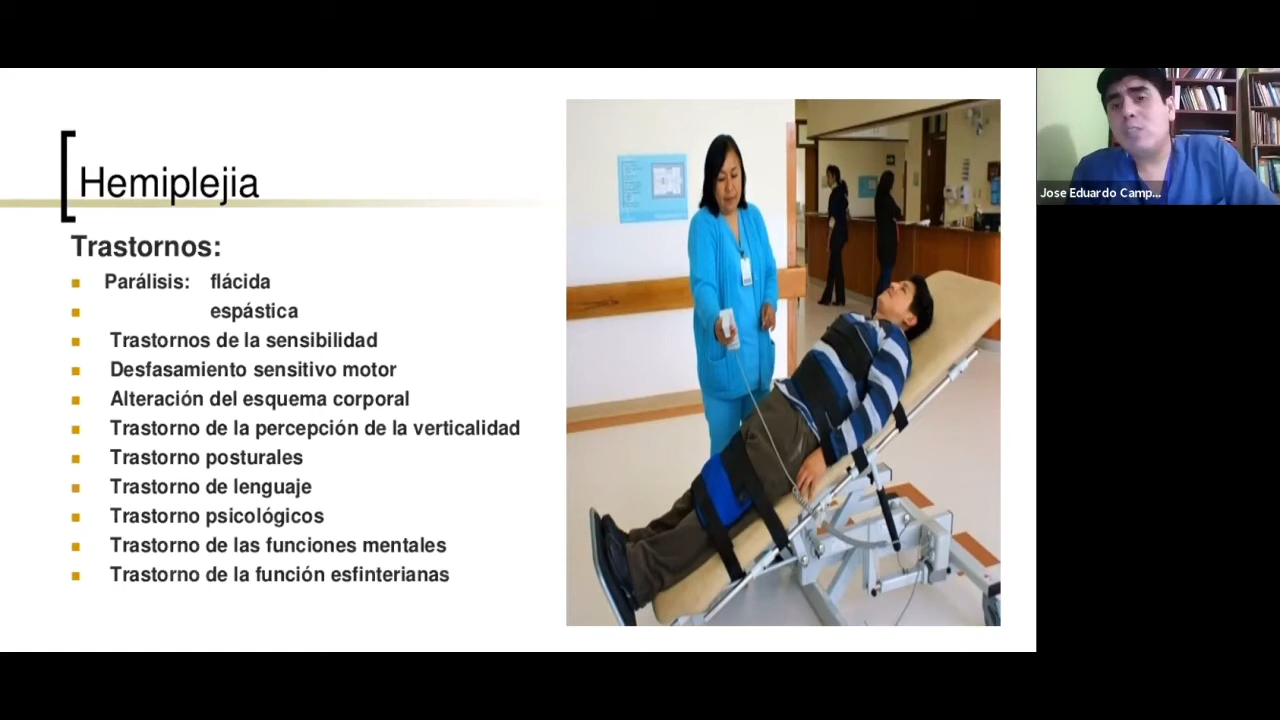 Hemiplejia
Trastornos:
Parálisis: flácida
espástica
Trastornos de la sensibilidad
Desfasamiento sensitivo motor
Alteración del esquema corporal
Trastorno de la percepción de la verticalidad
Trastorno posturales
Trastorno de lenguaje
Trastorno psicológicos
Trastorno de las funciones mentales
Trastorno de la función esfinterianas
Jose Eduardo Camp...